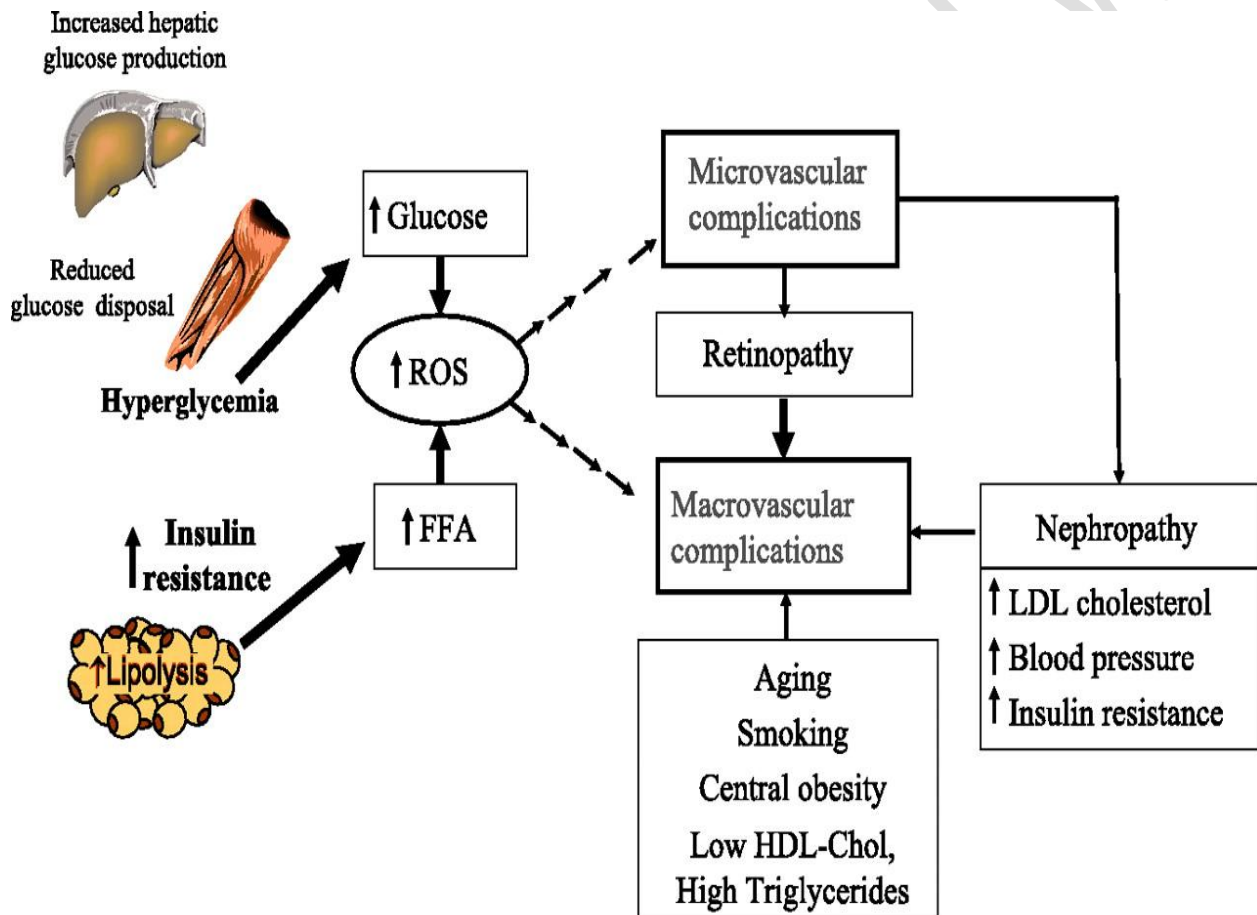 Increased hepatic
glucose production
Reduced
glucose disposal
Hyperglycemia
↑ Glucose
↑ ROS
↑ FFA
↑ Insulin
resistance
↑Lipolysis
Microvascular
complications
Retinopathy
Macrovascular
complications
Nephropathy
↑ LDL cholesterol
↑ Blood pressure
↑ Insulin resistance
Aging
Smoking
Central obesity
Low HDL-Chol,
High Triglycerides